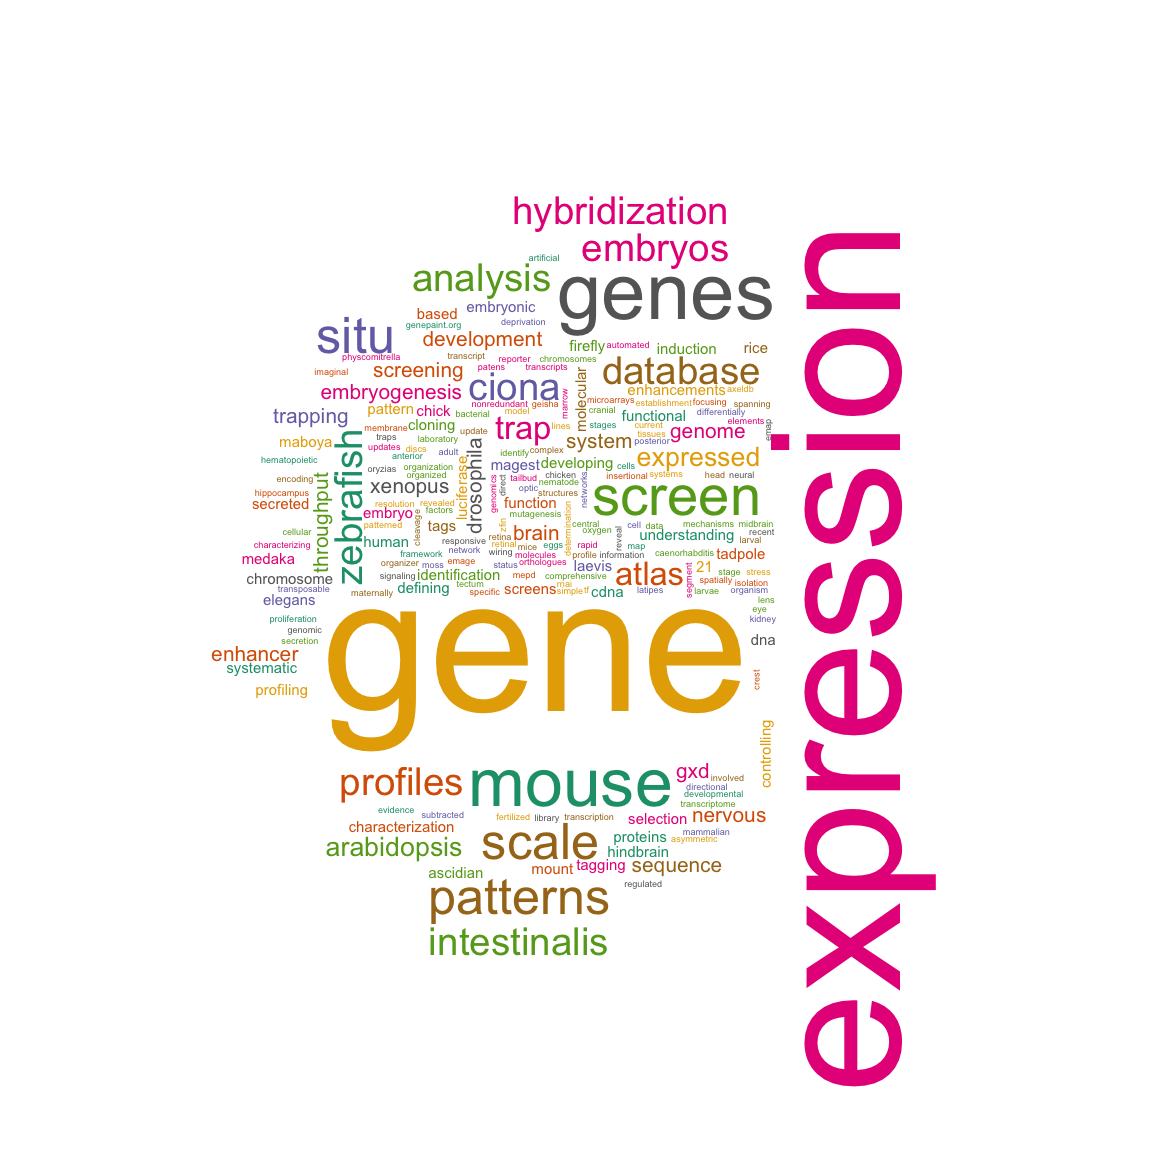 hybridization
embryos
artificial
analysis
genes
embryonic
based
genepaint.org
deprivation
situ
development
firefly
automated
induction
rice
physcomitrella
transcript
reporter
chromosomes
imaginal
screening
patens
transcripts
database
molecular
embryogenesis
ciona
enhancements
axeldb
marrow
microarrays
establishment
focusing
spanning
nonredundant
geisha
trapping
pattern
chick
bacterial
model
cranial
functional
differentially
elements
membrane
cloning
update
trap
lines
stages
current
genome
emap
maboya
traps
laboratory
system
tissues
posterior
updates
discs
adult
identify
complex
expressed
zebrafish
drosophila
hematopoietic
anterior
oryzias
organization
organized
luciferase
magest
developing
cells
chicken
insertional
systems
head
neural
encoding
throughput
xenopus
genomics
direct
tailbud
nematode
optic
structures
networks
screen
hippocampus
secreted
resolution
revealed
factors
function
embryo
cleavage
mutagenesis
patterned
tags
zfin
brain
determination
central
oxygen
cell
data
mechanisms
midbrain
recent
cellular
characterizing
human
retina
retinal
mice
eggs
rapid
reveal
map
understanding
larval
medaka
framework
network
wiring
molecules
profile
information
caenorhabditis
tadpole
organizer
moss
emage
status
orthologues
laevis
atlas
segment
21
stage
stress
chromosome
signaling
identification
mepd
comprehensive
spatially
isolation
transposable
maternally
defining
tectum
specific
screens
mai
simple
tf
cdna
latipes
larvae
organism
elegans
lens
eye
proliferation
kidney
genomic
secretion
gene
dna
enhancer
systematic
profiling
crest
controlling
profiles
mouse
gxd
involved
directional
developmental
transcriptome
evidence
subtracted
fertilized
library
transcription
selection
nervous
characterization
scale
proteins
mammalian
asymmetric
arabidopsis
hindbrain
ascidian
mount
tagging
sequence
regulated
patterns
intestinalis
expression
responsive